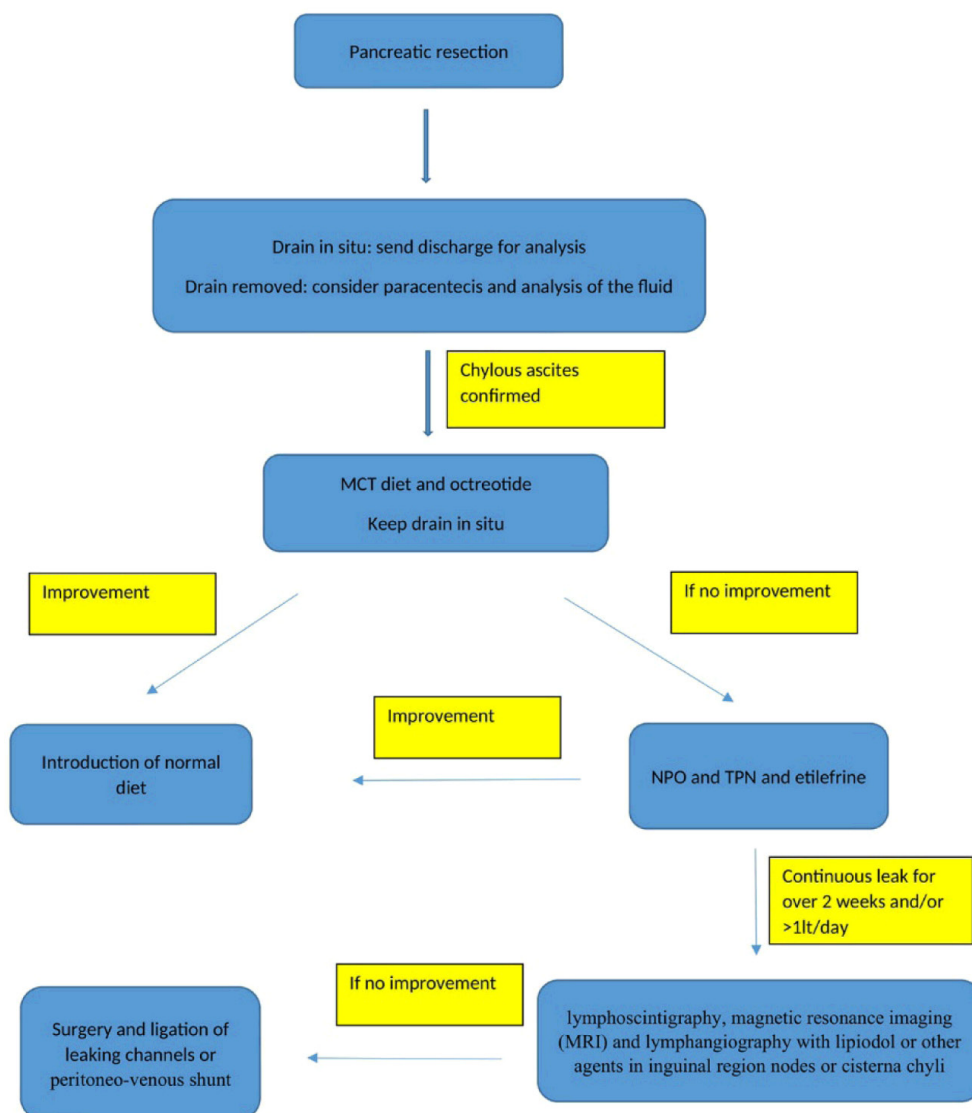 Pancreatic resection
Drain in situ: send discharge for analysis
Drain removed: consider paracentecis and analysis of the fluid
Chylous ascites
confirmed
MCT diet and octreotide
Keep drain in situ
Improvement
If no improvement
Improvement
Introduction of normal
diet
NPO and TPN and etilefrine
Continuous leak for
over 2 weeks and/or
>1lt/day
If no improvement
Surgery and ligation of
leaking channels or
peritoneo-venous shunt
lymphoscintigraphy, magnetic resonance imaging
(MRI) and lymphangiography with lipiodol or other
agents in inguinal region nodes or cisterna chyli